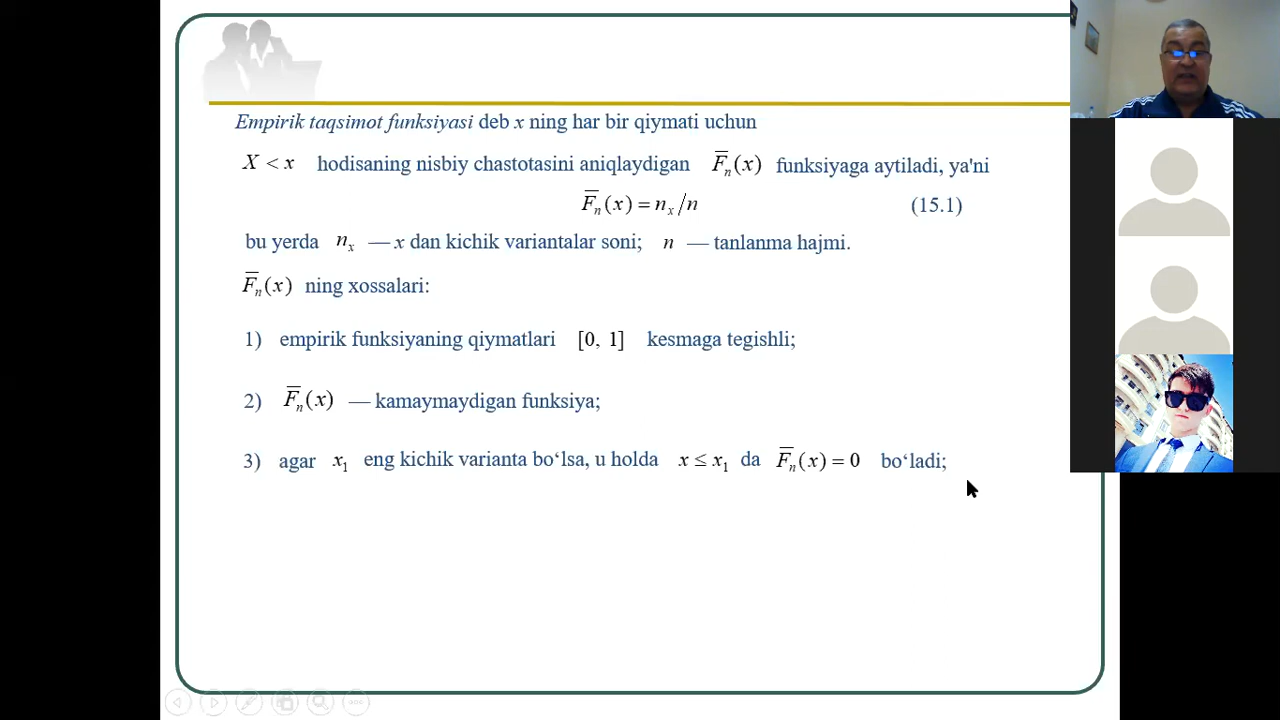 Empirik taqsimot funksiyasi deb x ning har bir qiymati uchun
X < x hodisaning nisbiy chastotasini aniqlaydigan F̅ₙ(x) funksiyaga aytiladi, ya'ni
F̅ₙ(x) = nₓ/n (15.1)
bu yerda nₓ — x dan kichik variantalar soni; n — tanlanma hajmi.
F̅ₙ(x) ning xossalari:
1) empirik funksiyaning qiymatlari [0, 1] kesmaga tegishli;
2) F̅ₙ(x) — kamaymaydigan funksiya;
3) agar x₁ eng kichik varianta bo‘lsa, u holda x ≤ x₁ da F̅ₙ(x) = 0 bo‘ladi;